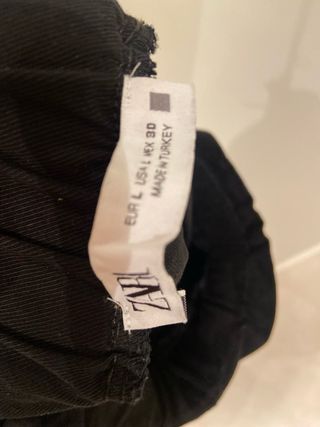 ZARA
EUR L USA L MEX 30
MADE IN TURKEY